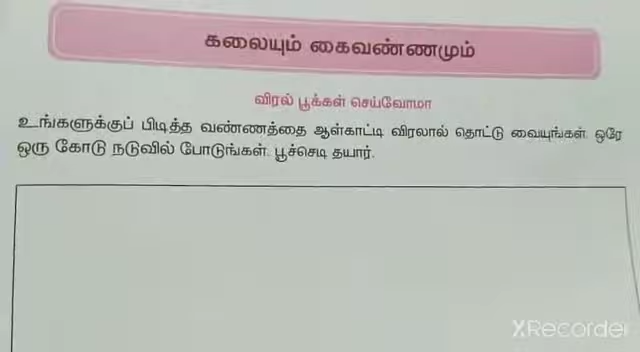 கலையும் கைவண்ணமும்
விரல் பூக்கள் செய்வோமா
உங்களுக்குப் பிடித்த வண்ணத்தை ஆள்காட்டி விரலால் தொட்டு வையுங்கள். ஒரே
ஒரு கோடு நடுவில் போடுங்கள். பூச்செடி தயார்.
XRecorder